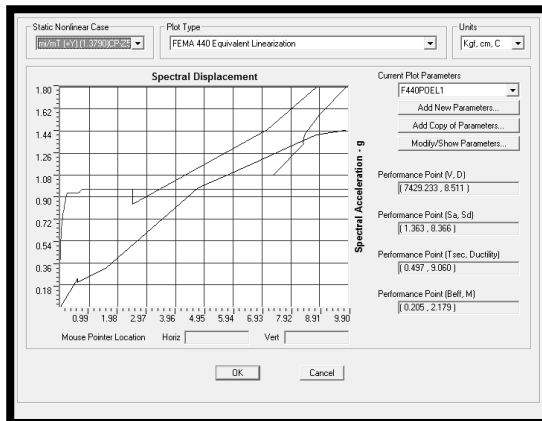 Static Nonlinear Case
Plot Type
Units
FEMA 440 Equivalent Linearization
Kgf, cm, C
Spectral Displacement
Current Plot Parameters
F440POEL1
Add New Parameters...
Add Copy of Parameters...
Modify/Show Parameters...
1.80
1.62
1.44
1.26
1.08
0.90
0.72
0.54
0.36
0.18
Spectral Acceleration - g
Performance Point (V, D)
( 7429.233 , 8.511 )
Performance Point (Sa, Sd)
( 1.363 , 8.366 )
Performance Point (Tsec, Ductility)
( 0.497 , 9.060 )
Performance Point (Beff, M)
( 0.205 , 2.179 )
0.99 1.98 2.97 3.96 4.95 5.94 6.93 7.92 8.91 9.90
Mouse Pointer Location Horiz Vert
OK
Cancel